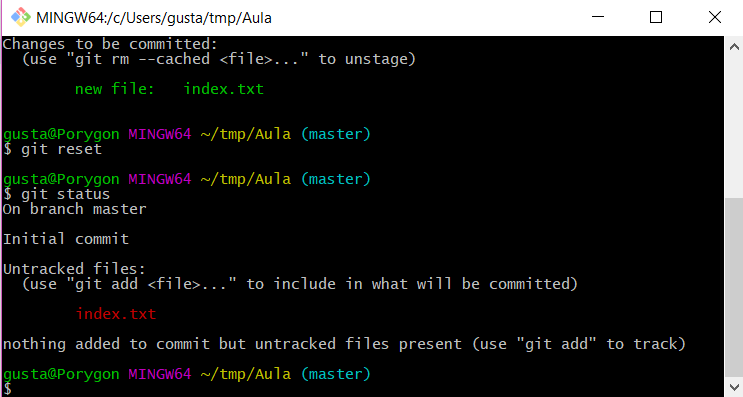 MINGW64:/c/Users/gusta/tmp/Aula
Changes to be committed:
  (use "git rm --cached <file>..." to unstage)
        new file:   index.txt
gusta@Porygon MINGW64 ~/tmp/Aula (master)
$ git reset
gusta@Porygon MINGW64 ~/tmp/Aula (master)
$ git status
On branch master
Initial commit
Untracked files:
  (use "git add <file>..." to include in what will be committed)
        index.txt
nothing added to commit but untracked files present (use "git add" to track)
gusta@Porygon MINGW64 ~/tmp/Aula (master)
$